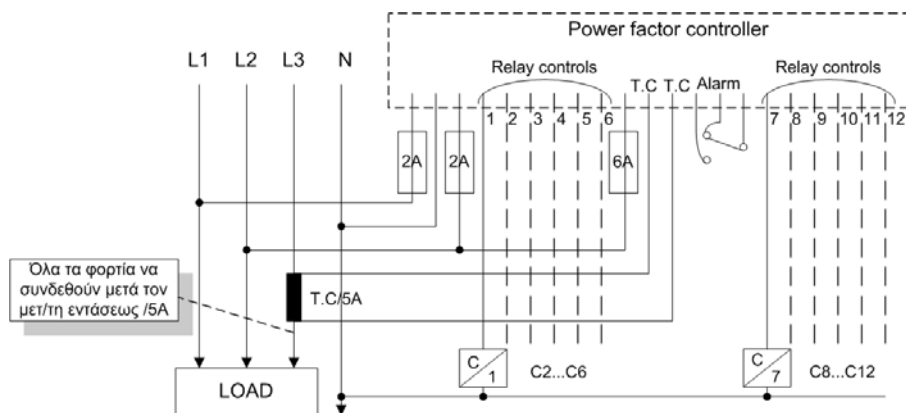 Power factor controller
L1 L2 L3 N
Relay controls T.C T.C Alarm Relay controls
1 2 3 4 5 6 7 8 9 10 11 12
2A 2A 6A
Όλα τα φορτία να
συνδεθούν μετά τον
μετ/τη εντάσεως /5A
T.C/5A
C 1 C2...C6 C 7 C8...C12
LOAD